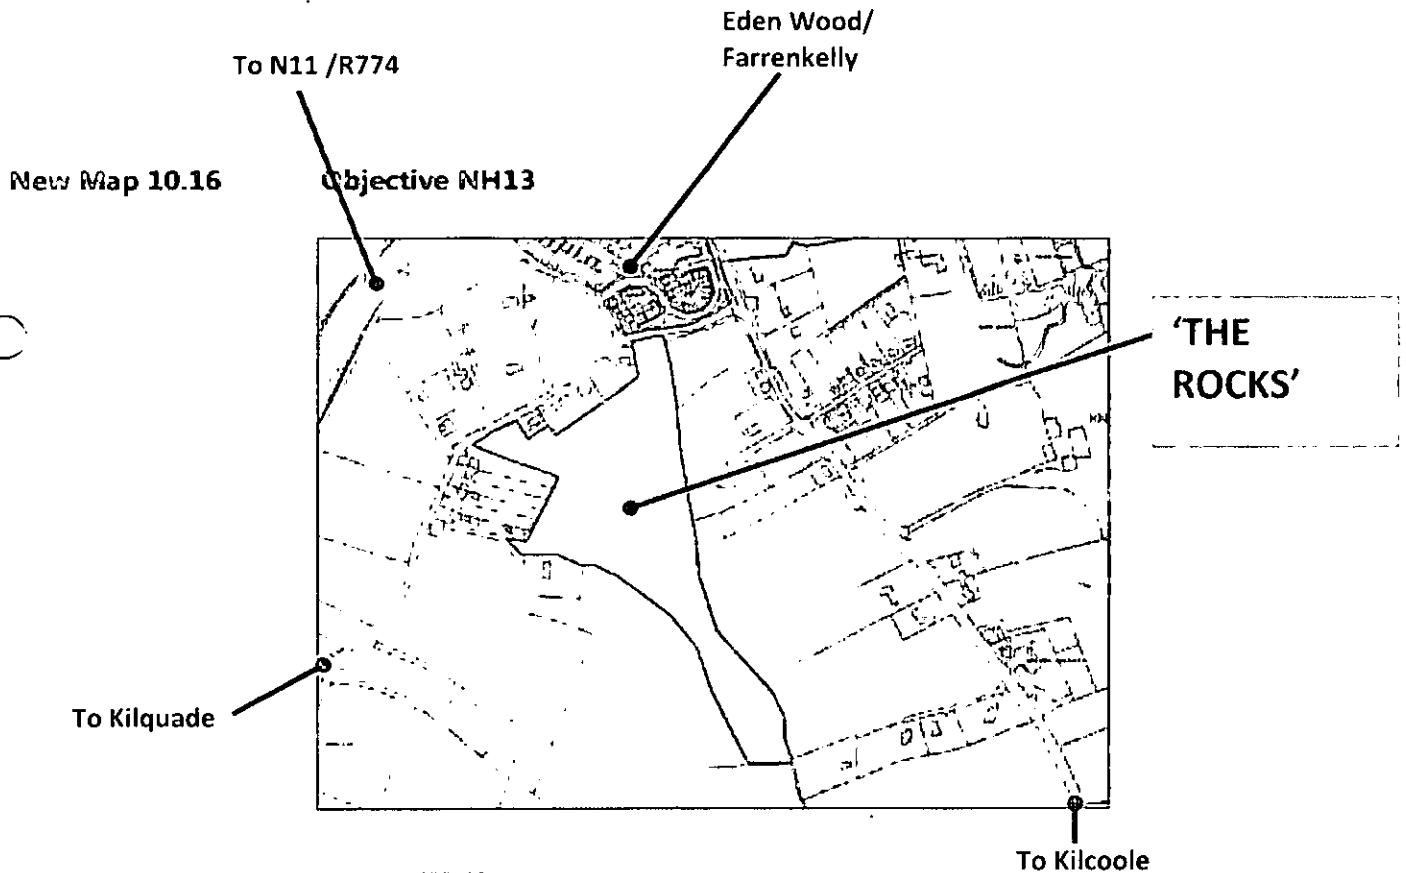 Eden Wood/
Farrenkelly
To N11 /R774
New Map 10.16 Objective NH13
'THE
ROCKS'
To Kilquade
To Kilcoole